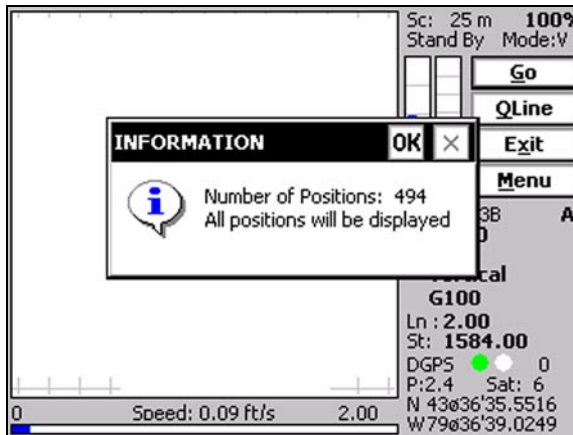 Sc: 25 m 100%
Stand By Mode:V
Go
QLine
Exit
Menu
INFORMATION OK
Number of Positions: 494
All positions will be displayed
3B A
G100
Ln : 2.00
St: 1584.00
DGPS 0
P:2.4 Sat: 6
N 43ø36'35.5516
W79ø36'39.0249
0 Speed: 0.09 ft/s 2.00